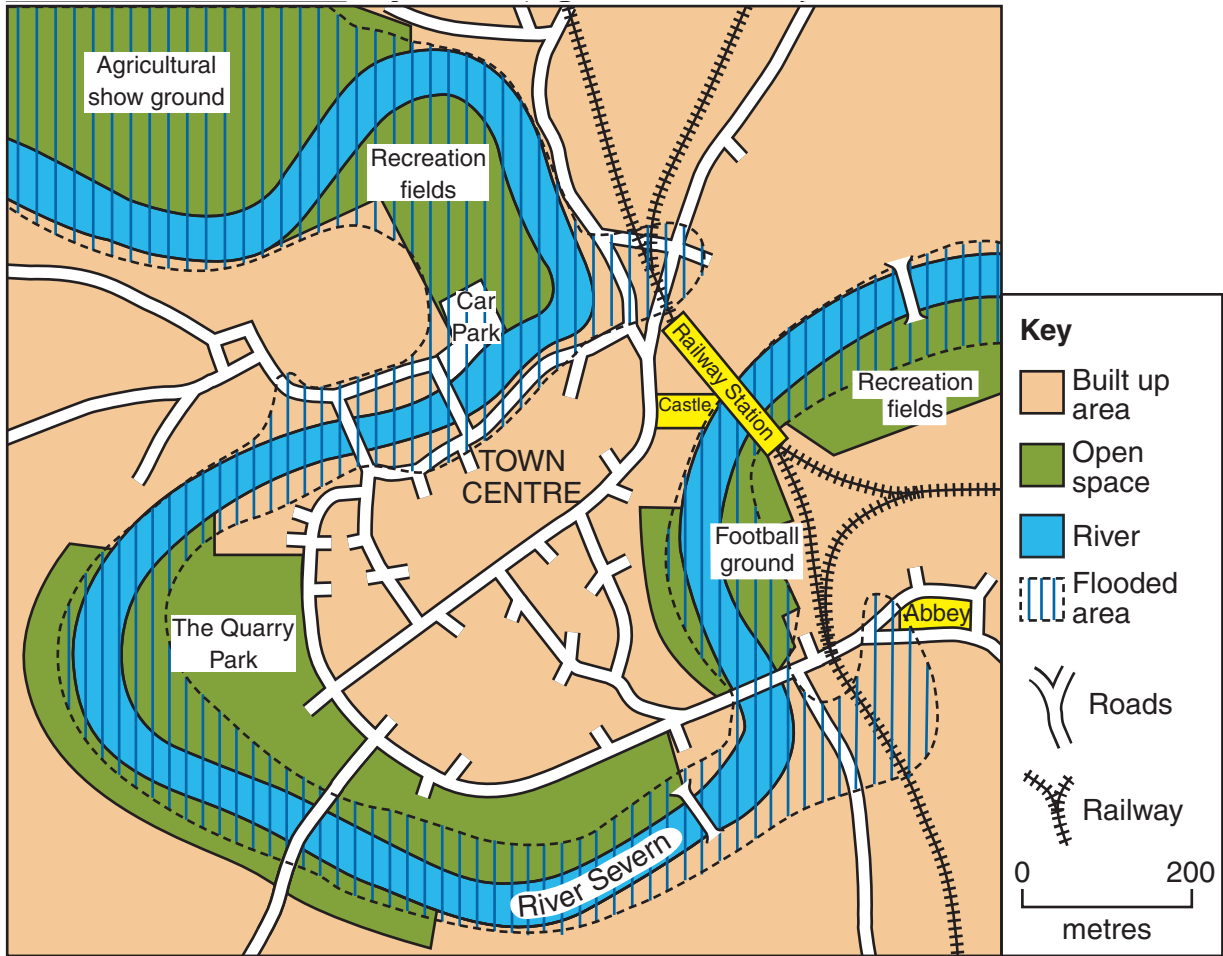 Agricultural
show ground
Recreation
fields
Car
Park
Railway Station
Castle
Recreation
fields
TOWN
CENTRE
Football
ground
Abbey
The Quarry
Park
River Severn
Key
Built up
area
Open
space
River
Flooded
area
Roads
Railway
0 200
metres